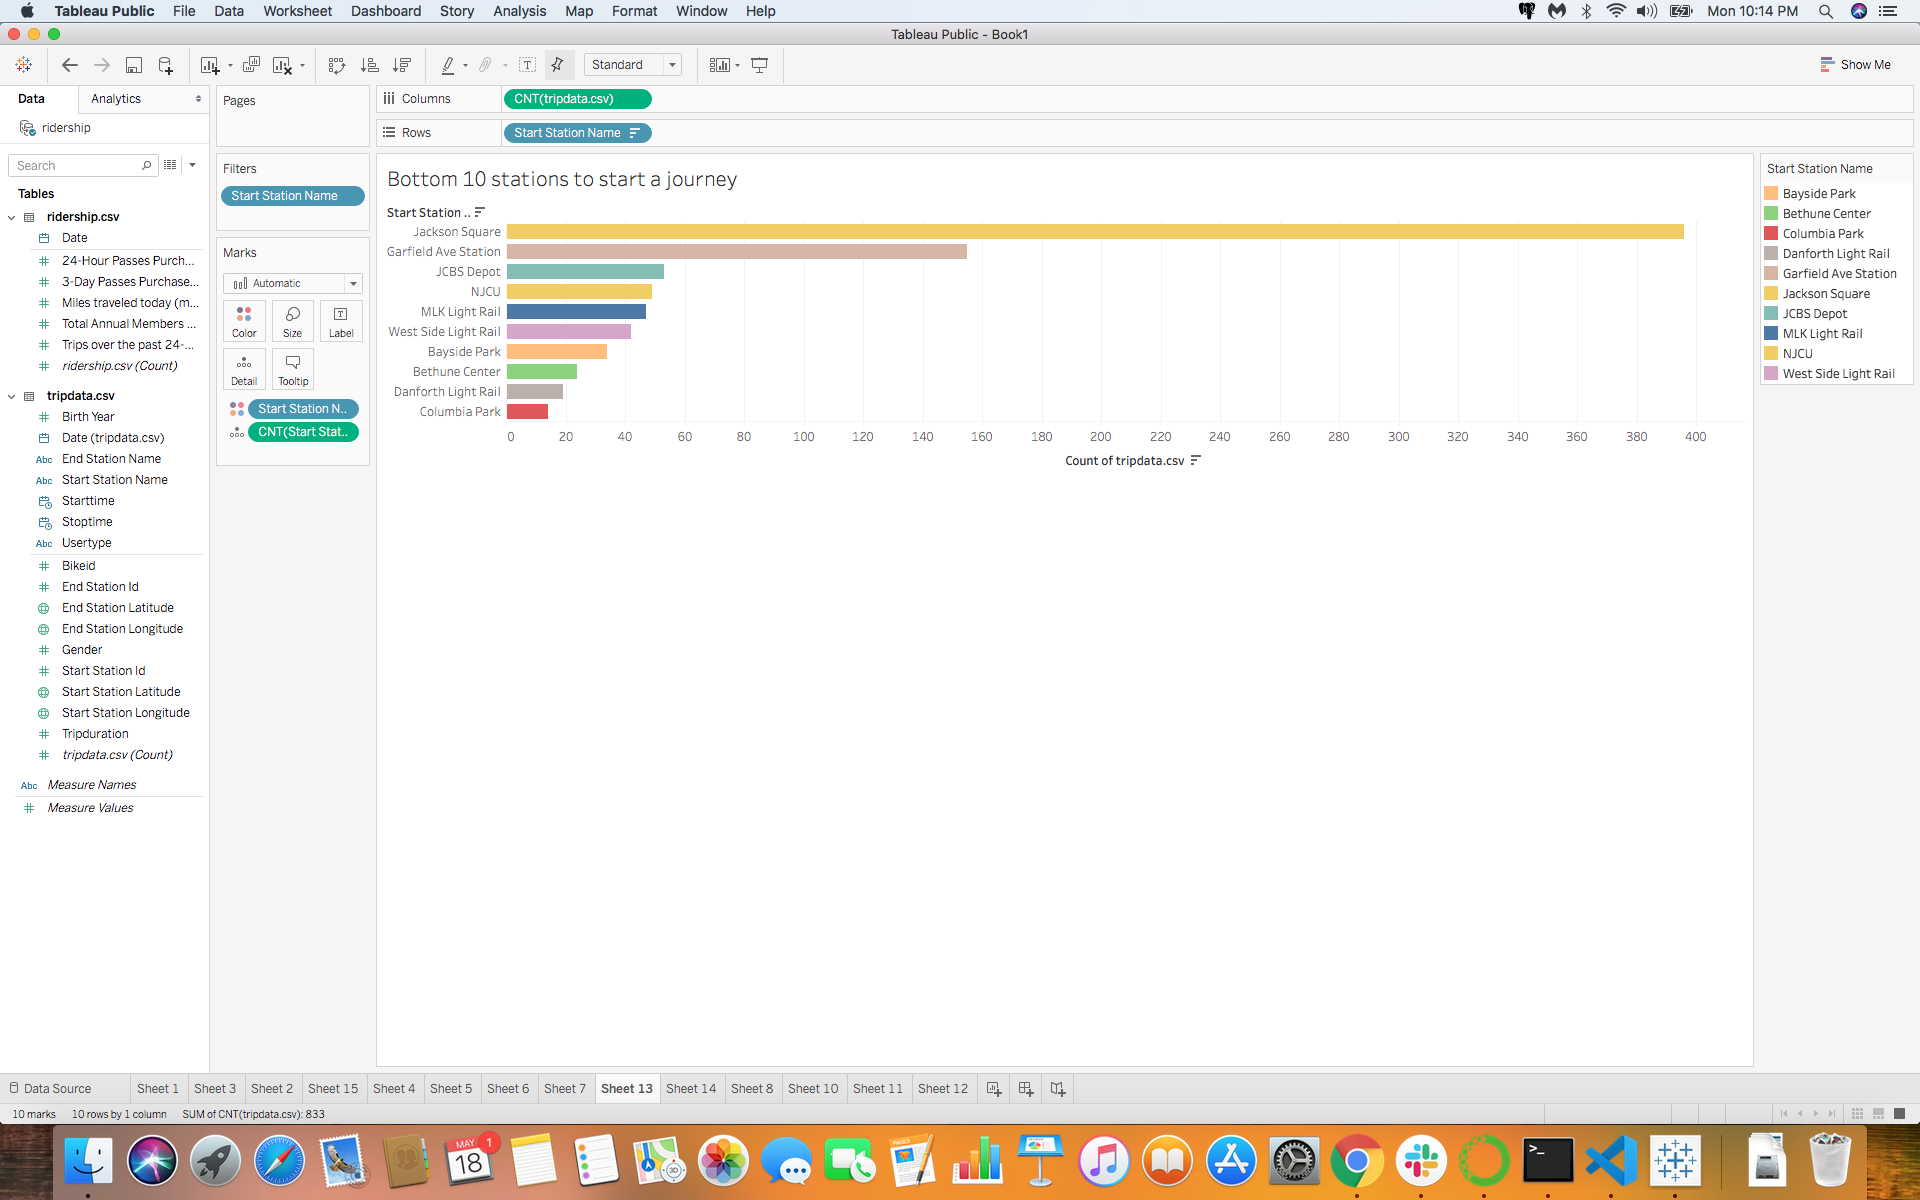 Tableau Public File Data Worksheet Dashboard Story Analysis Map Format Window Help Mon 10:14 PM
Tableau Public - Book1
Standard Show Me
Data Analytics
ridership
Search
Tables
ridership.csv
Date
24-Hour Passes Purch...
3-Day Passes Purchase...
Miles traveled today (m...
Total Annual Members ...
Trips over the past 24-...
ridership.csv (Count)
tripdata.csv
Birth Year
Date (tripdata.csv)
Abc End Station Name
Abc Start Station Name
Starttime
Stoptime
Abc Usertype
Bikeid
End Station Id
End Station Latitude
End Station Longitude
Gender
Start Station Id
Start Station Latitude
Start Station Longitude
Tripduration
tripdata.csv (Count)
Abc Measure Names
Measure Values
Pages
Filters
Start Station Name
Marks
Automatic
Color Size Label
Detail Tooltip
Start Station N..
CNT(Start Stat..
Columns CNT(tripdata.csv)
Rows Start Station Name
Bottom 10 stations to start a journey
Start Station ..
Jackson Square
Garfield Ave Station
JCBS Depot
NJCU
MLK Light Rail
West Side Light Rail
Bayside Park
Bethune Center
Danforth Light Rail
Columbia Park
0 20 40 60 80 100 120 140 160 180 200 220 240 260 280 300 320 340 360 380 400
Count of tripdata.csv
Start Station Name
Bayside Park
Bethune Center
Columbia Park
Danforth Light Rail
Garfield Ave Station
Jackson Square
JCBS Depot
MLK Light Rail
NJCU
West Side Light Rail
Data Source Sheet 1 Sheet 3 Sheet 2 Sheet 15 Sheet 4 Sheet 5 Sheet 6 Sheet 7 Sheet 13 Sheet 14 Sheet 8 Sheet 10 Sheet 11 Sheet 12
10 marks 10 rows by 1 column SUM of CNT(tripdata.csv): 833
MAY 1
18
3D
PAGES